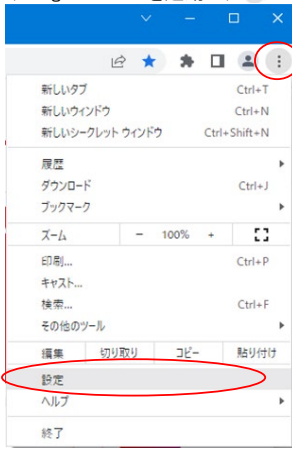 新しいタブ Ctrl+T
新しいウィンドウ Ctrl+N
新しいシークレット ウィンドウ Ctrl+Shift+N
履歴
ダウンロード Ctrl+J
ブックマーク
ズーム - 100% +
印刷... Ctrl+P
キャスト...
検索... Ctrl+F
その他のツール
編集 切り取り コピー 貼り付け
設定
ヘルプ
終了